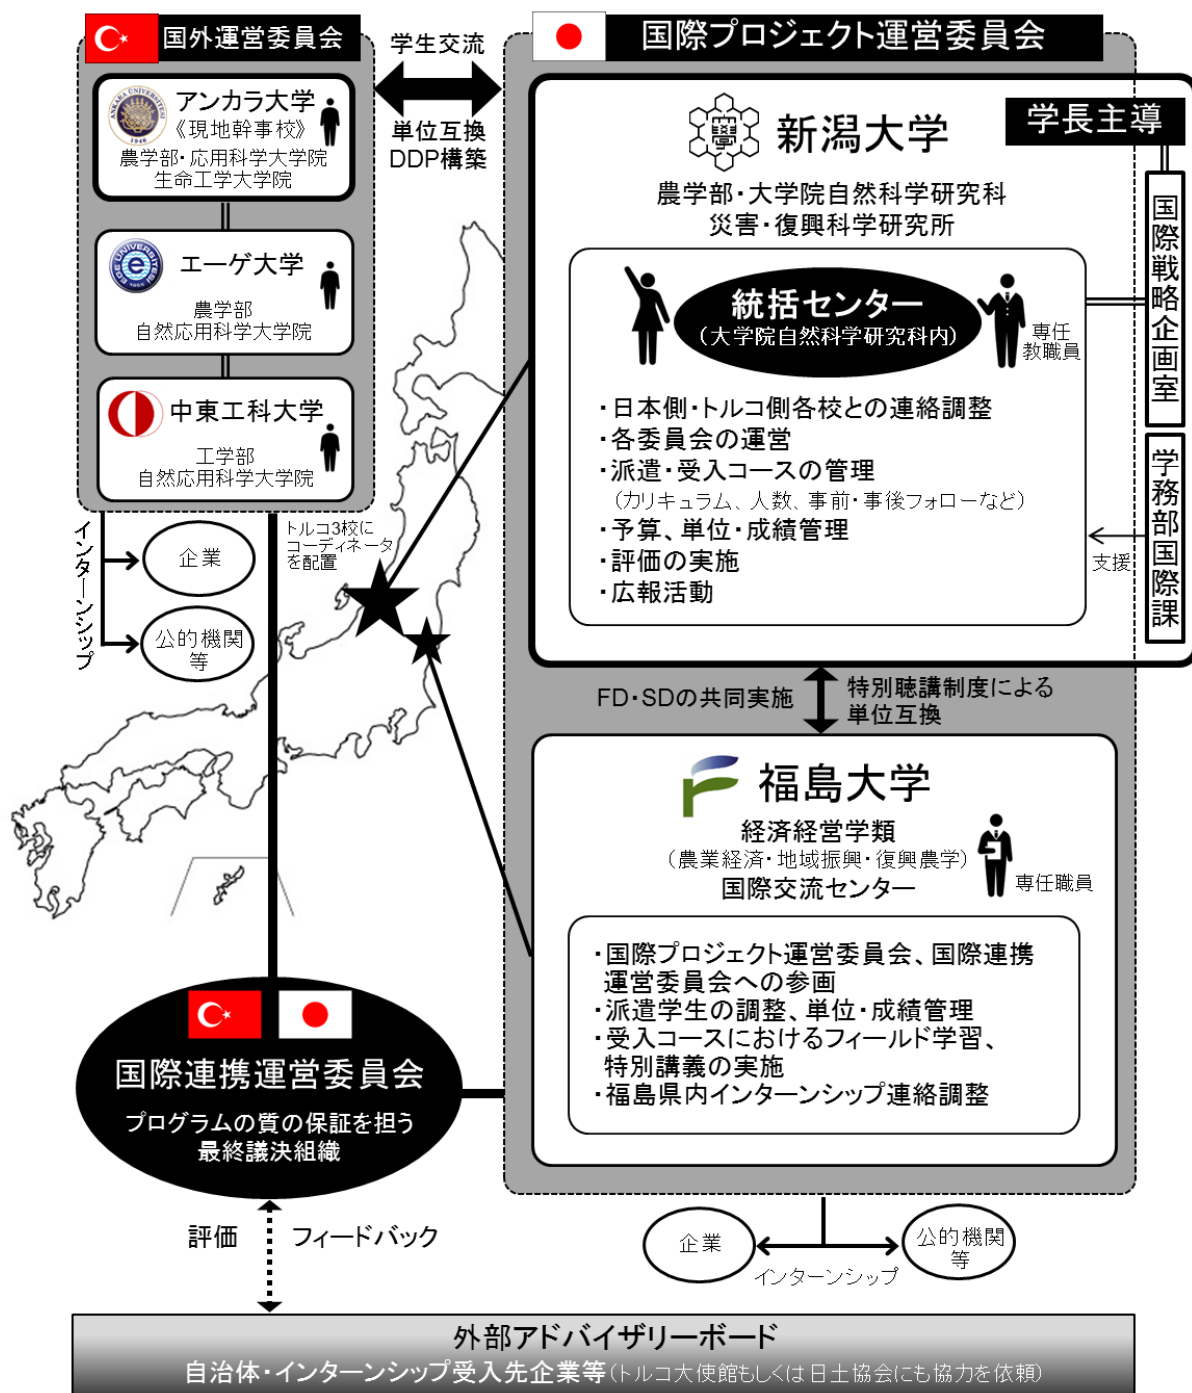 国外運営委員会
アンカラ大学
《現地幹事校》
農学部・応用科学大学院
生命工学大学院
エーゲ大学
農学部
自然応用科学大学院
中東工科大学
工学部
自然応用科学大学院
インターンシップ
企業
公的機関
等
トルコ3校に
コーディネータ
を配置
学生交流
単位互換
DDP構築
国際プロジェクト運営委員会
新潟大学
学長主導
農学部・大学院自然科学研究科
災害・復興科学研究所
統括センター
(大学院自然科学研究科内)
専任
教職員
・日本側・トルコ側各校との連絡調整
・各委員会の運営
・派遣・受入コースの管理
(カリキュラム、人数、事前・事後フォローなど)
・予算、単位・成績管理
・評価の実施
・広報活動
国際戦略企画室
学務部国際課
支援
FD・SDの共同実施
特別聴講制度による
単位互換
福島大学
経済経営学類
(農業経済・地域振興・復興農学)
国際交流センター
専任職員
・国際プロジェクト運営委員会、国際連携
運営委員会への参画
・派遣学生の調整、単位・成績管理
・受入コースにおけるフィールド学習、
特別講義の実施
・福島県内インターンシップ連絡調整
国際連携運営委員会
プログラムの質の保証を担う
最終議決組織
評価
フィードバック
企業
公的機関
等
インターンシップ
外部アドバイザリーボード
自治体・インターンシップ受入先企業等(トルコ大使館もしくは日土協会にも協力を依頼)